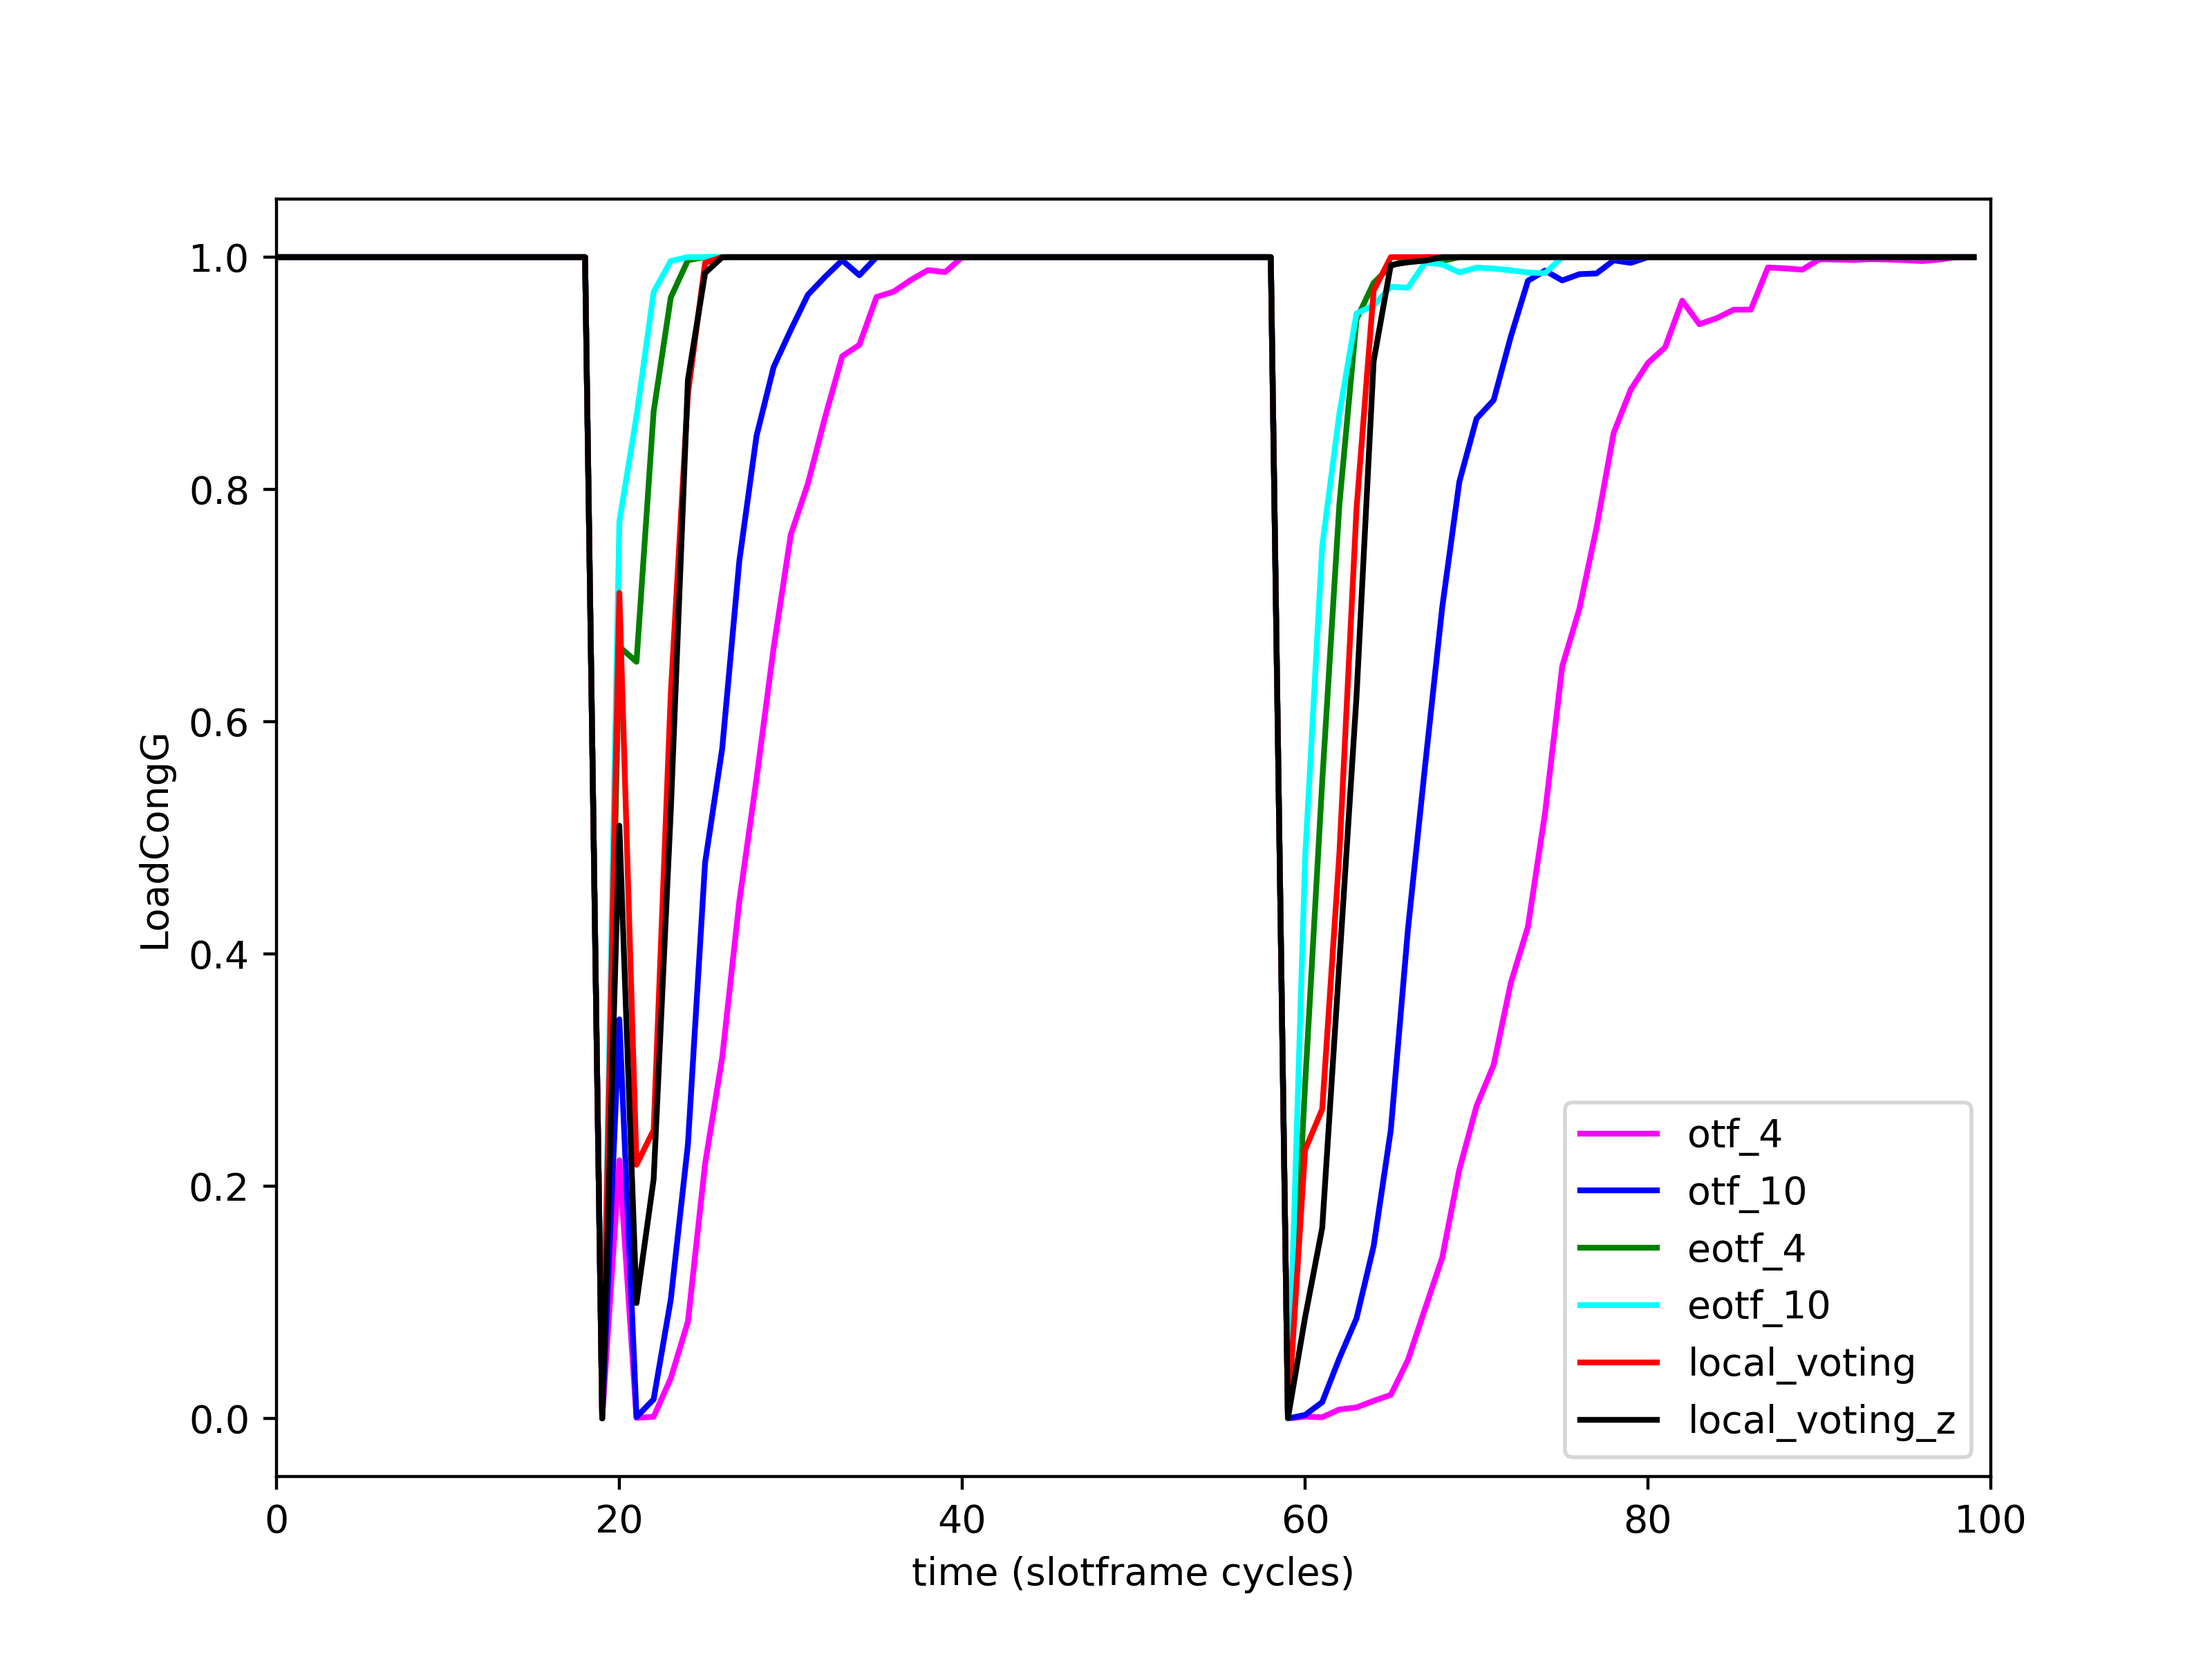 1.0
0.8
0.6
0.4
0.2
0.0
LoadCongG
0
20
40
60
80
100
time (slotframe cycles)
otf_4
otf_10
eotf_4
eotf_10
local_voting
local_voting_z